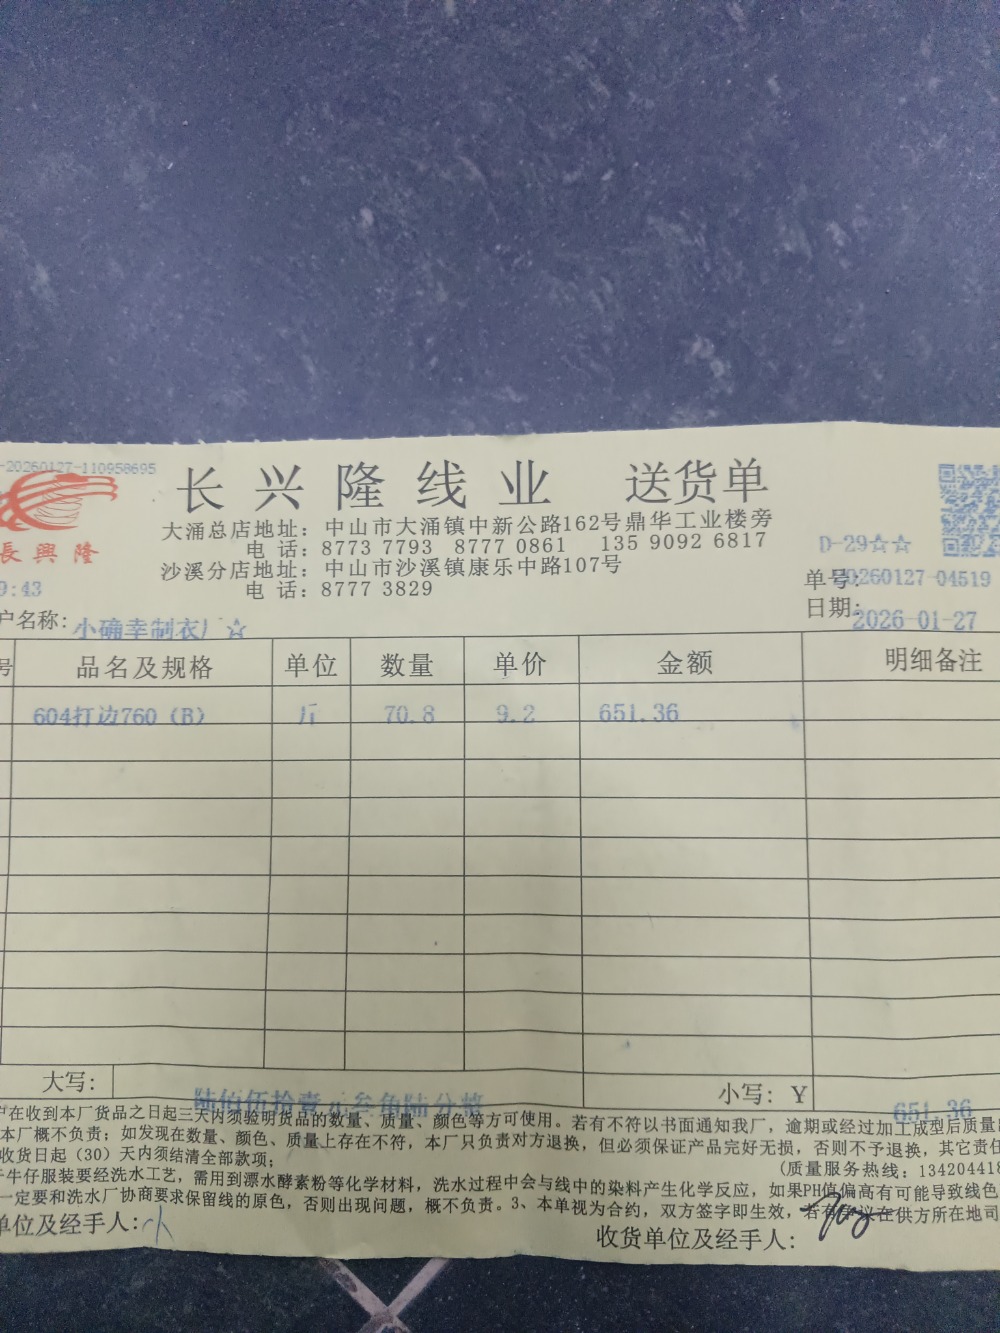 -20260127-110958695
长兴隆线业 送货单
大涌总店地址：中山市大涌镇中新公路162号鼎华工业楼旁
电 话：8773 7793 8777 0861 135 9092 6817
沙溪分店地址：中山市沙溪镇康乐中路107号
电 话：8777 3829
長興隆
D-29☆☆
9:43
单号：20260127-04519
日期：2026-01-27
户名称：小确幸制衣厂☆
号 品名及规格 单位 数量 单价 金额 明细备注
604打边760（B） 斤 70.8 9.2 651.36
大写：陆佰伍拾壹元叁角陆分整 小写：￥651.36
户在收到本厂货品之日起三天内须验明货品的数量、质量、颜色等方可使用。若有不符以书面通知我厂，逾期或经过加工成型后质量
本厂概不负责；如发现在数量、颜色、质量上存在不符，本厂只负责对方退换，但必须保证产品完好无损，否则不予退换，其它责任
收货日起（30）天内须结清全部款项；
（质量服务热线：134204418
牛仔服装要经洗水工艺，需用到漂水酵素粉等化学材料，洗水过程中会与线中的染料产生化学反应，如果PH值偏高有可能导致线色
一定要和洗水厂协商要求保留线的原色，否则出现问题，概不负责。3、本单视为合约，双方签字即生效，若有争议在供方所在地司
单位及经手人：小
收货单位及经手人：